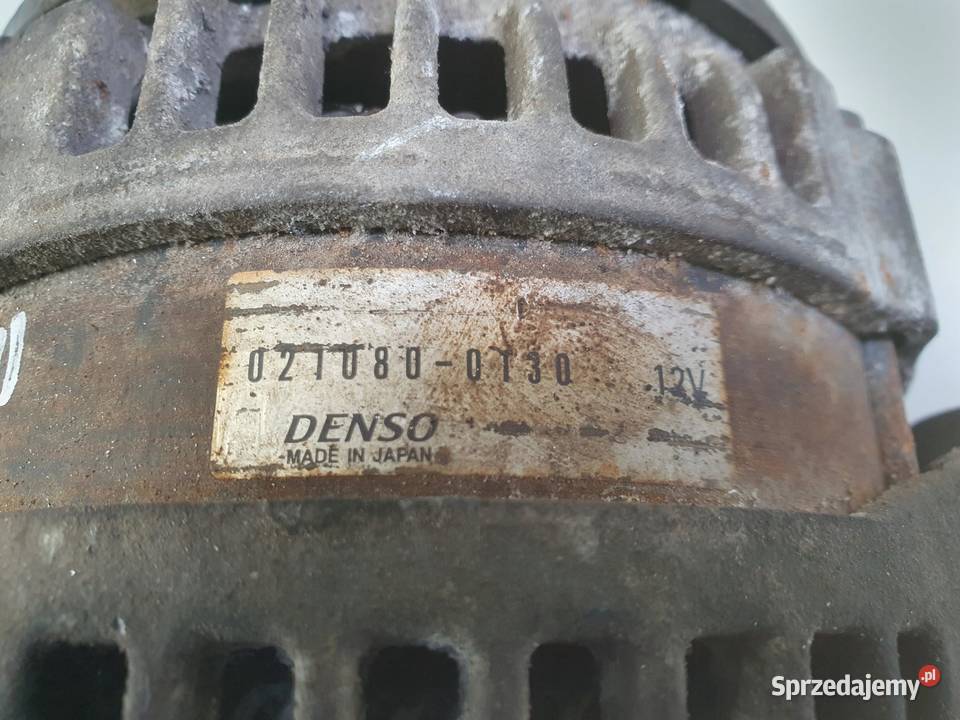 021080-0130 12V
DENSO
MADE IN JAPAN
Sprzedajemy.pl